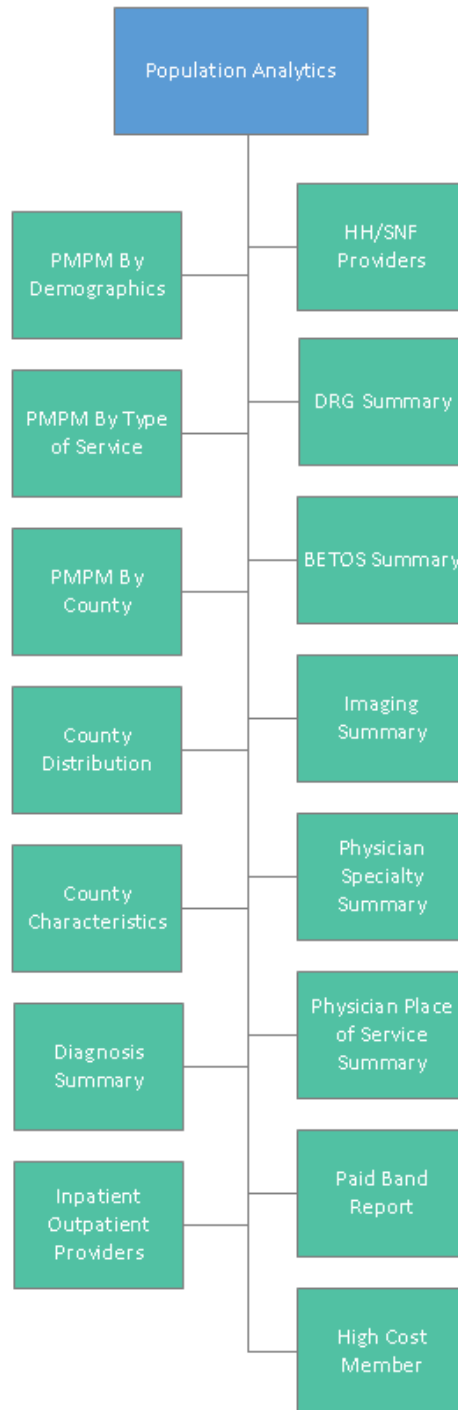 Population Analytics
PMPM By
Demographics
PMPM By Type
of Service
PMPM By
County
County
Distribution
County
Characteristics
Diagnosis
Summary
Inpatient
Outpatient
Providers
HH/SNF
Providers
DRG Summary
BETOS Summary
Imaging
Summary
Physician
Specialty
Summary
Physician Place
of Service
Summary
Paid Band
Report
High Cost
Member